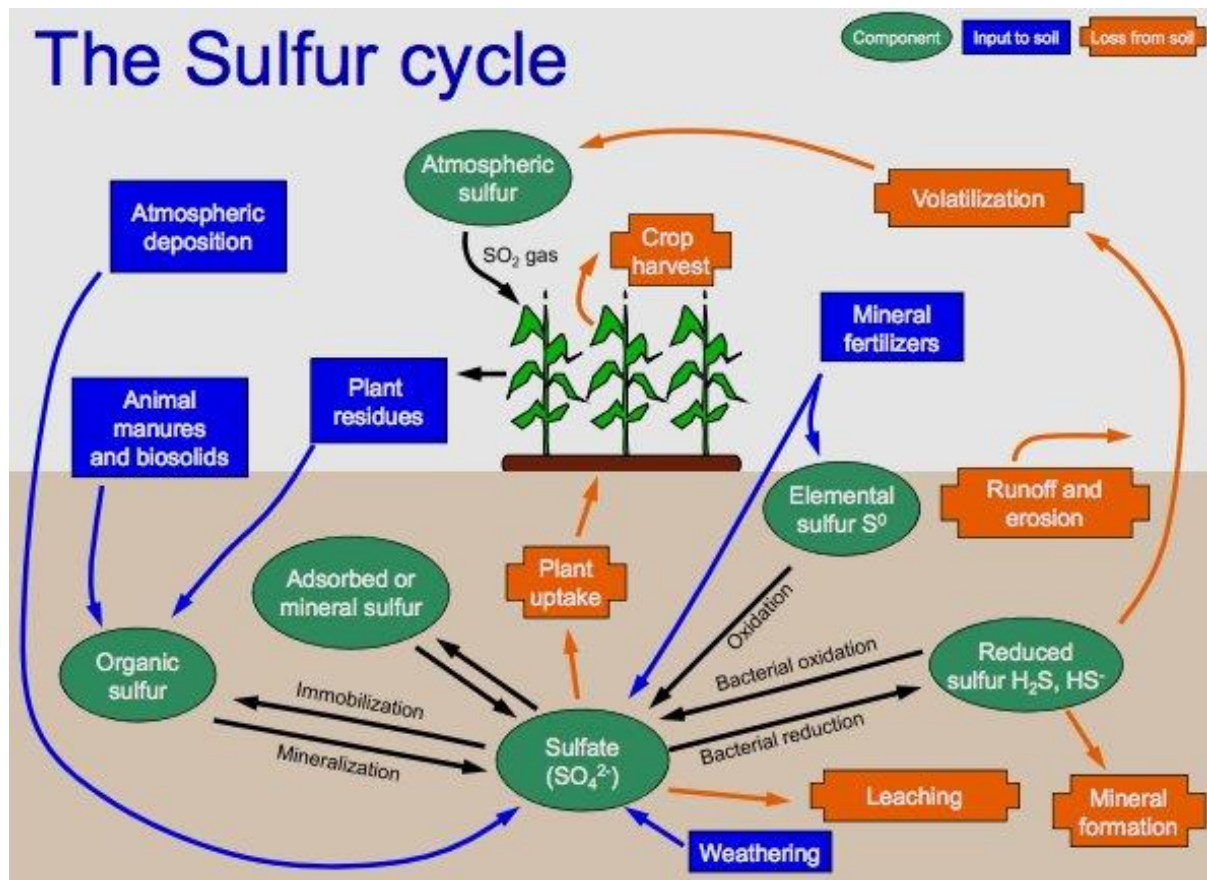 The Sulfur cycle
Component
Input to soil
Loss from soil
Atmospheric
sulfur
Volatilization
Atmospheric
deposition
Crop
harvest
SO₂ gas
Mineral
fertilizers
Animal
manures
and biosolids
Plant
residues
Elemental
sulfur S⁰
Runoff and
erosion
Adsorbed or
mineral sulfur
Plant
uptake
Oxidation
Organic
sulfur
Immobilization
Mineralization
Bacterial oxidation
Bacterial reduction
Reduced
sulfur H₂S, HS⁻
Sulfate
(SO₄²⁻)
Leaching
Mineral
formation
Weathering